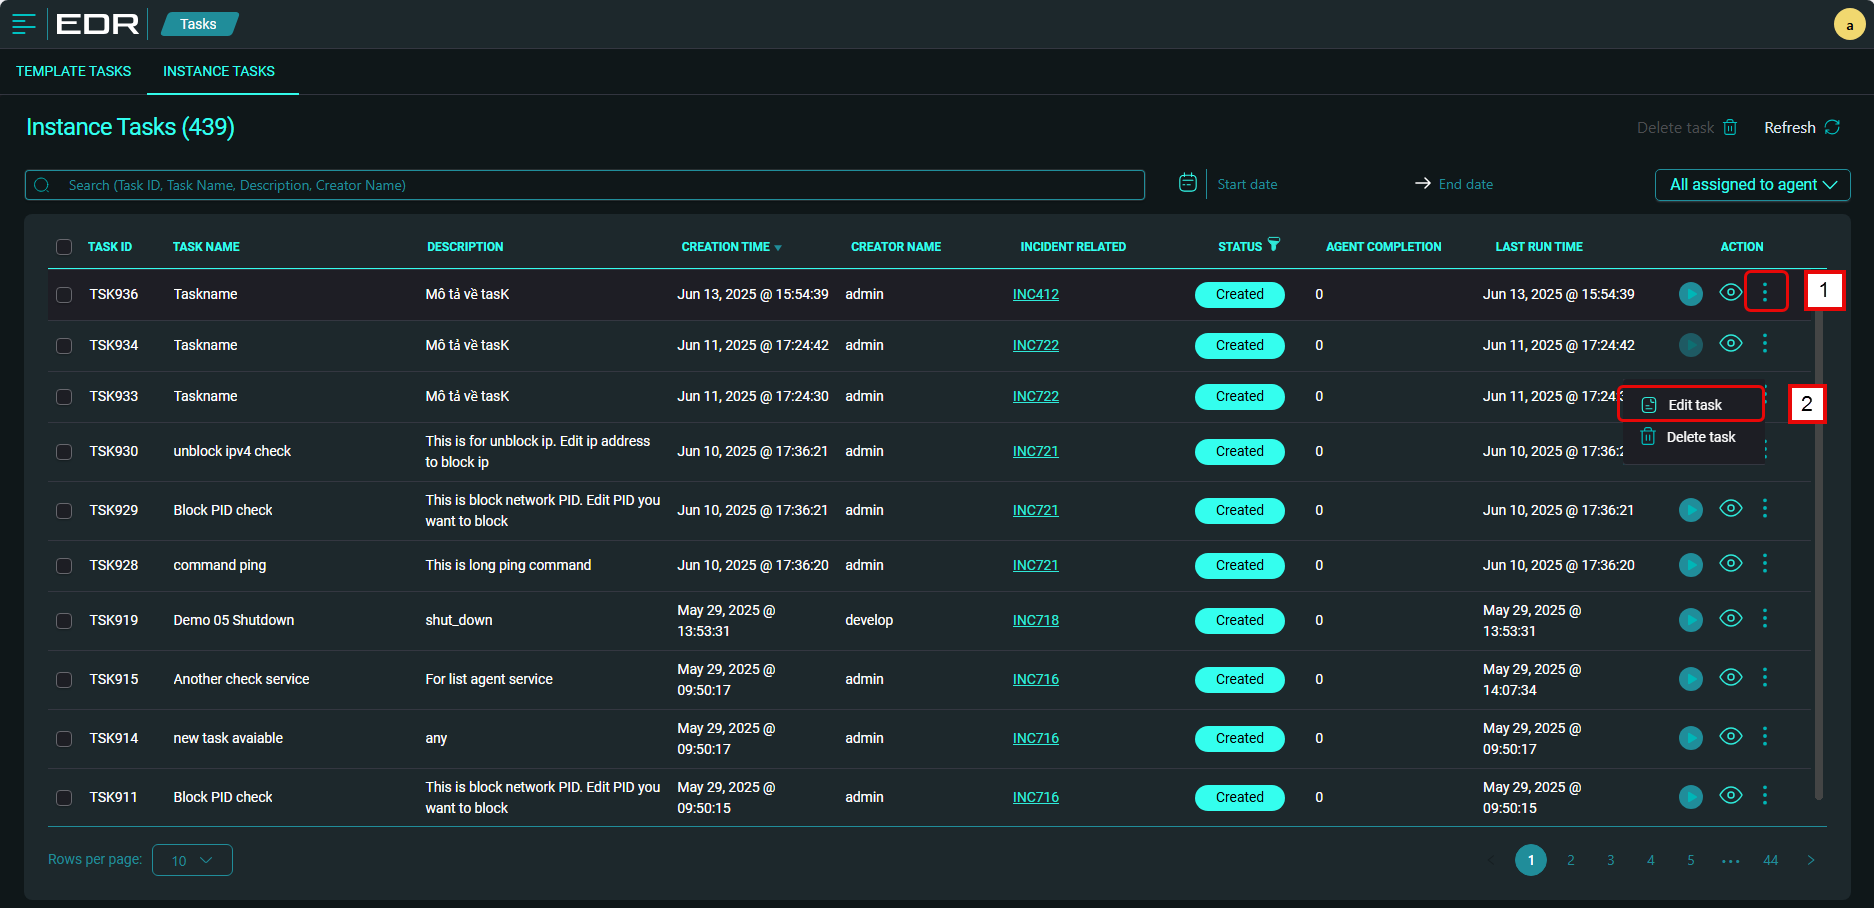 EDR
Tasks
a
TEMPLATE TASKS
INSTANCE TASKS
Instance Tasks (439)
Delete task
Refresh
Search (Task ID, Task Name, Description, Creator Name)
Start date
End date
All assigned to agent
TASK ID TASK NAME DESCRIPTION CREATION TIME CREATOR NAME INCIDENT RELATED STATUS AGENT COMPLETION LAST RUN TIME ACTION
TSK936 Taskname Mô tả về tasK Jun 13, 2025 @ 15:54:39 admin INC412 Created 0 Jun 13, 2025 @ 15:54:39
1
TSK934 Taskname Mô tả về tasK Jun 11, 2025 @ 17:24:42 admin INC722 Created 0 Jun 11, 2025 @ 17:24:42
TSK933 Taskname Mô tả về tasK Jun 11, 2025 @ 17:24:30 admin INC722 Created 0 Jun 11, 2025 @ 17:24:
Edit task
2
Delete task
TSK930 unblock ipv4 check This is for unblock ip. Edit ip address
to block ip
Jun 10, 2025 @ 17:36:21 admin INC721 Created 0 Jun 10, 2025 @ 17:36:
TSK929 Block PID check This is block network PID. Edit PID you
want to block
Jun 10, 2025 @ 17:36:21 admin INC721 Created 0 Jun 10, 2025 @ 17:36:21
TSK928 command ping This is long ping command Jun 10, 2025 @ 17:36:20 admin INC721 Created 0 Jun 10, 2025 @ 17:36:20
TSK919 Demo 05 Shutdown shut_down May 29, 2025 @
13:53:31
develop INC718 Created 0 May 29, 2025 @
13:53:31
TSK915 Another check service For list agent service May 29, 2025 @
09:50:17
admin INC716 Created 0 May 29, 2025 @
14:07:34
TSK914 new task avaiable any May 29, 2025 @
09:50:17
admin INC716 Created 0 May 29, 2025 @
09:50:17
TSK911 Block PID check This is block network PID. Edit PID you
want to block
May 29, 2025 @
09:50:15
admin INC716 Created 0 May 29, 2025 @
09:50:15
Rows per page: 10
1 2 3 4 5 ••• 44